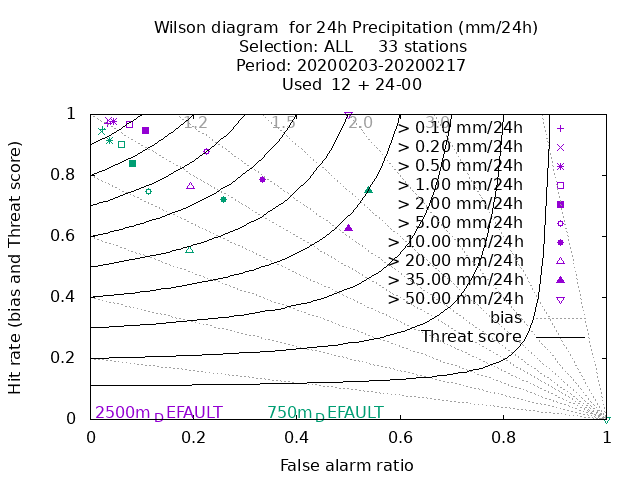 Wilson diagram  for 24h Precipitation (mm/24h)
Selection: ALL     33 stations
Period: 20200203-20200217
Used  12 + 24-00
Hit rate (bias and Threat score)
1
0.8
0.6
0.4
0.2
0
1.2
1.5
2.0
3.0
> 0.10 mm/24h
> 0.20 mm/24h
> 0.50 mm/24h
> 1.00 mm/24h
> 2.00 mm/24h
> 5.00 mm/24h
> 10.00 mm/24h
> 20.00 mm/24h
> 35.00 mm/24h
> 50.00 mm/24h
bias
Threat score
2500m_DEFAULT 750m_DEFAULT
0 0.2 0.4 0.6 0.8 1
False alarm ratio